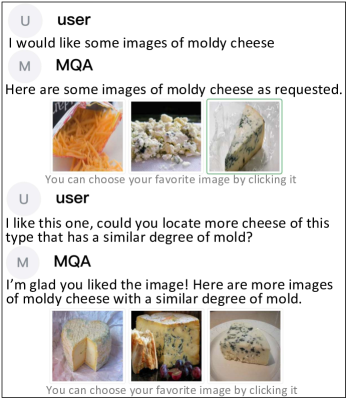 U user
I would like some images of moldy cheese
M MQA
Here are some images of moldy cheese as requested.
You can choose your favorite image by clicking it
U user
I like this one, could you locate more cheese of this
type that has a similar degree of mold?
M MQA
I'm glad you liked the image! Here are more images
of moldy cheese with a similar degree of mold.
You can choose your favorite image by clicking it